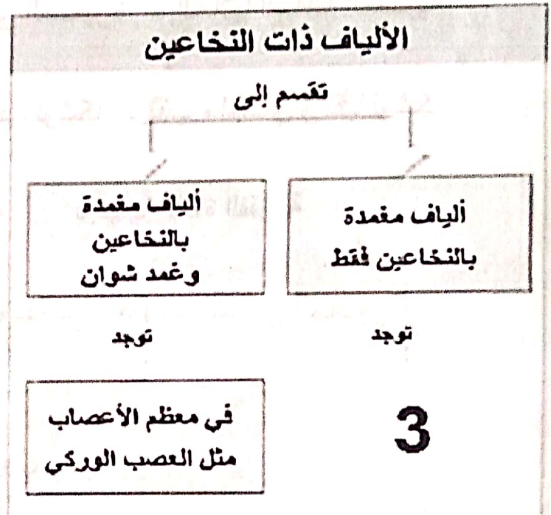 الألياف ذات النخاعين
تقسم إلى
ألياف مغمدة
بالنخاعين فقط
ألياف مغمدة
بالنخاعين
وغمد شوان
توجد
توجد
3
في معظم الأعصاب
مثل العصب الوركي